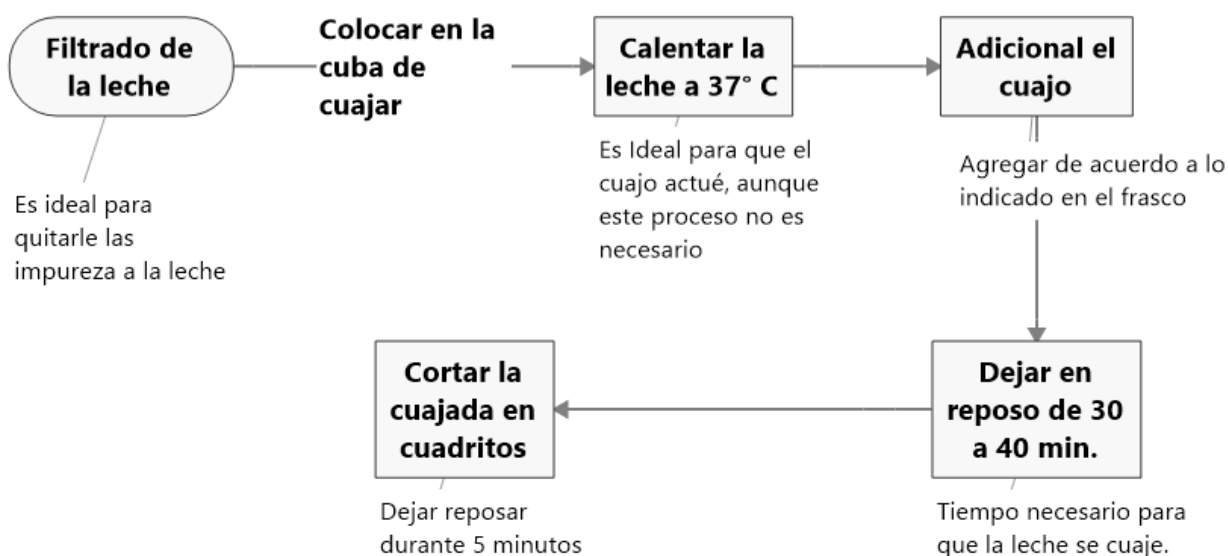 Filtrado de
la leche
Colocar en la
cuba de
cuajar
Calentar la
leche a 37° C
Adicional el
cuajo
Es ideal para
quitarle las
impureza a la leche
Es Ideal para que el
cuajo actué, aunque
este proceso no es
necesario
Agregar de acuerdo a lo
indicado en el frasco
Dejar en
reposo de 30
a 40 min.
Tiempo necesario para
que la leche se cuaje.
Cortar la
cuajada en
cuadritos
Dejar reposar
durante 5 minutos